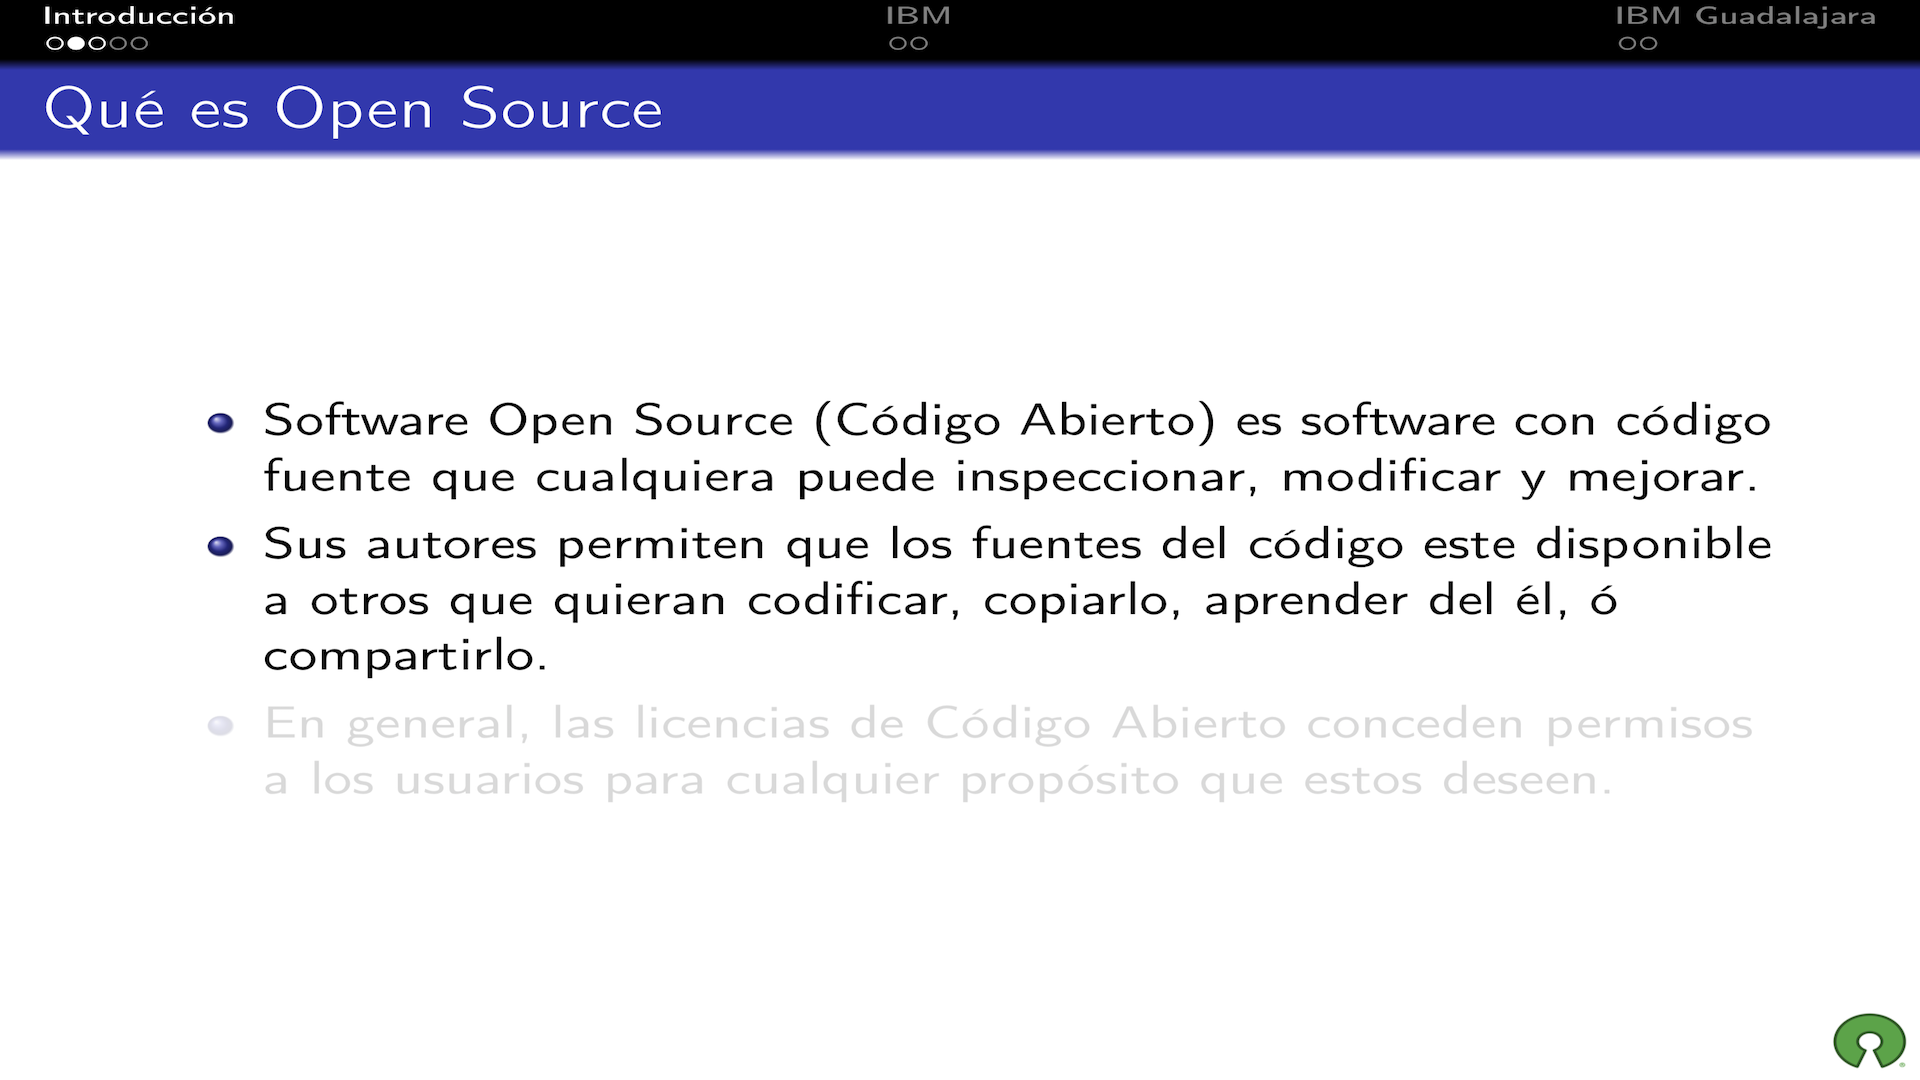 Introducción
IBM
IBM Guadalajara
Qué es Open Source
Software Open Source (Código Abierto) es software con código
fuente que cualquiera puede inspeccionar, modificar y mejorar.
Sus autores permiten que los fuentes del código este disponible
a otros que quieran codificar, copiarlo, aprender del él, ó
compartirlo.
En general, las licencias de Código Abierto conceden permisos
a los usuarios para cualquier propósito que estos deseen.